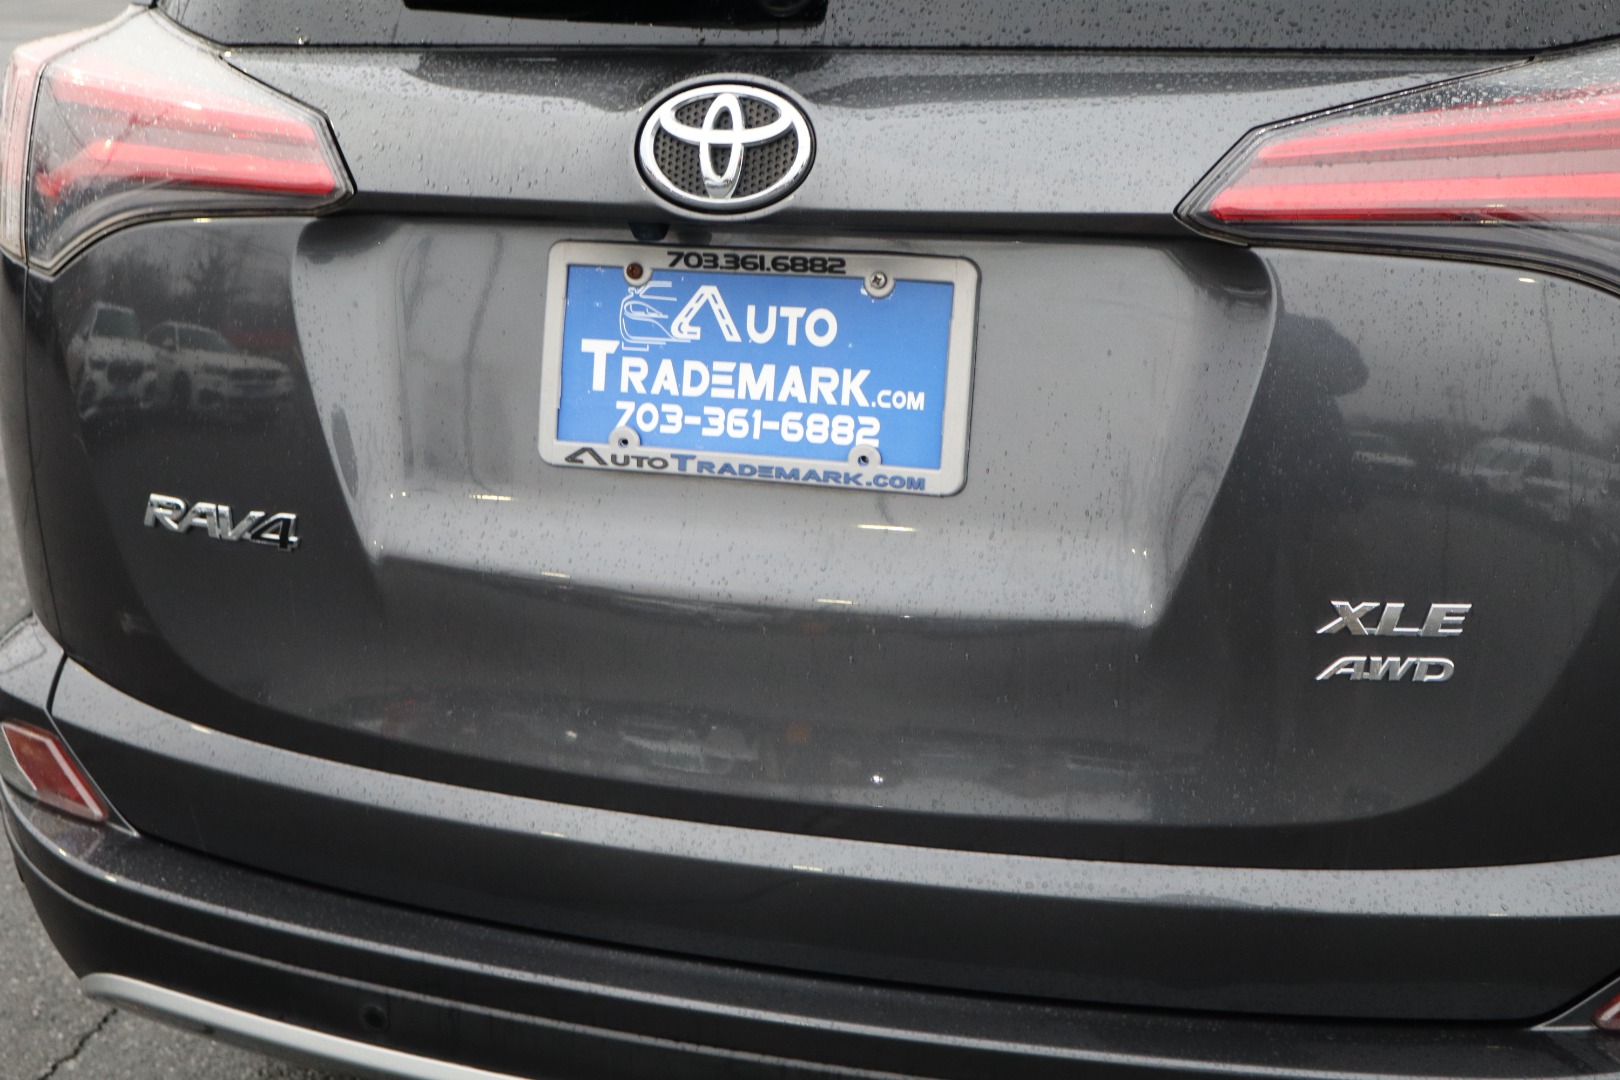 703.361.6882
AUTO
TRADEMARK.COM
703-361-6882
AUTOTRADEMARK.COM
RAV4
XLE
AWD